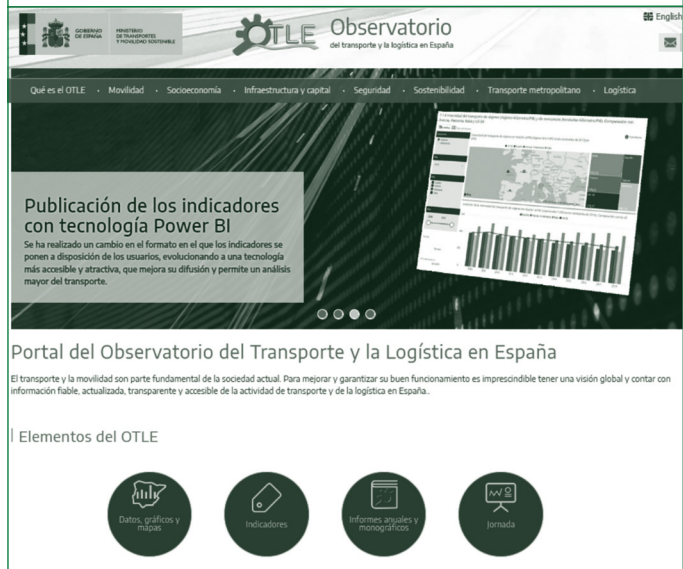 GOBIERNO
DE ESPAÑA
MINISTERIO
DE TRANSPORTES
Y MOVILIDAD SOSTENIBLE
OTLE
Observatorio
del transporte y la logística en España
English
Qué es el OTLE · Movilidad · Socioeconomía · Infraestructura y capital · Seguridad · Sostenibilidad · Transporte metropolitano · Logística
Publicación de los indicadores
con tecnología Power BI
Se ha realizado un cambio en el formato en el que los indicadores se
ponen a disposición de los usuarios, evolucionando a una tecnología
más accesible y atractiva, que mejora su difusión y permite un análisis
mayor del transporte.
Portal del Observatorio del Transporte y la Logística en España
El transporte y la movilidad son parte fundamental de la sociedad actual. Para mejorar y garantizar su buen funcionamiento es imprescindible tener una visión global y contar con
información fiable, actualizada, transparente y accesible de la actividad de transporte y de la logística en España..
Elementos del OTLE
Datos, gráficos y
mapas
Indicadores
Informes anuales y
monográficos
Jornada